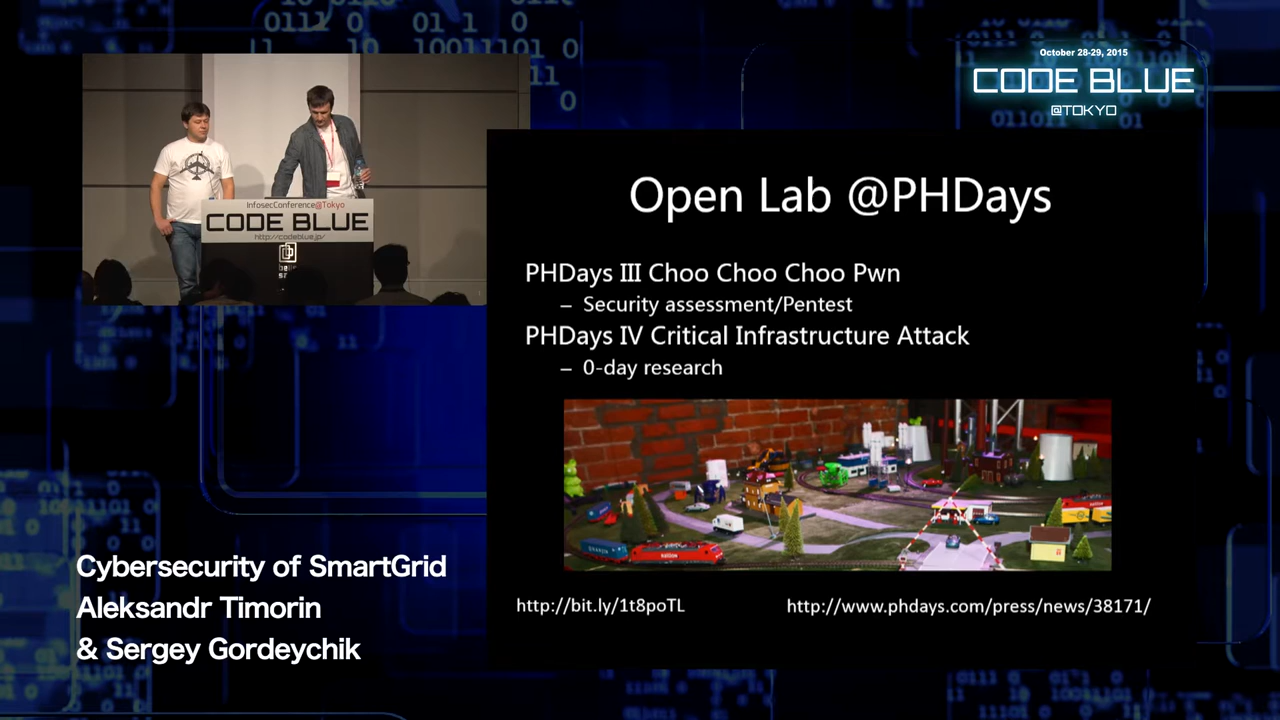 October 28-29, 2015
CODE BLUE
@TOKYO
InfosecConference@Tokyo
CODE BLUE
http://codeblue.jp/
Open Lab @PHDays
PHDays III Choo Choo Choo Pwn
– Security assessment/Pentest
PHDays IV Critical Infrastructure Attack
– 0-day research
http://bit.ly/1t8poTL
http://www.phdays.com/press/news/38171/
Cybersecurity of SmartGrid
Aleksandr Timorin
& Sergey Gordeychik